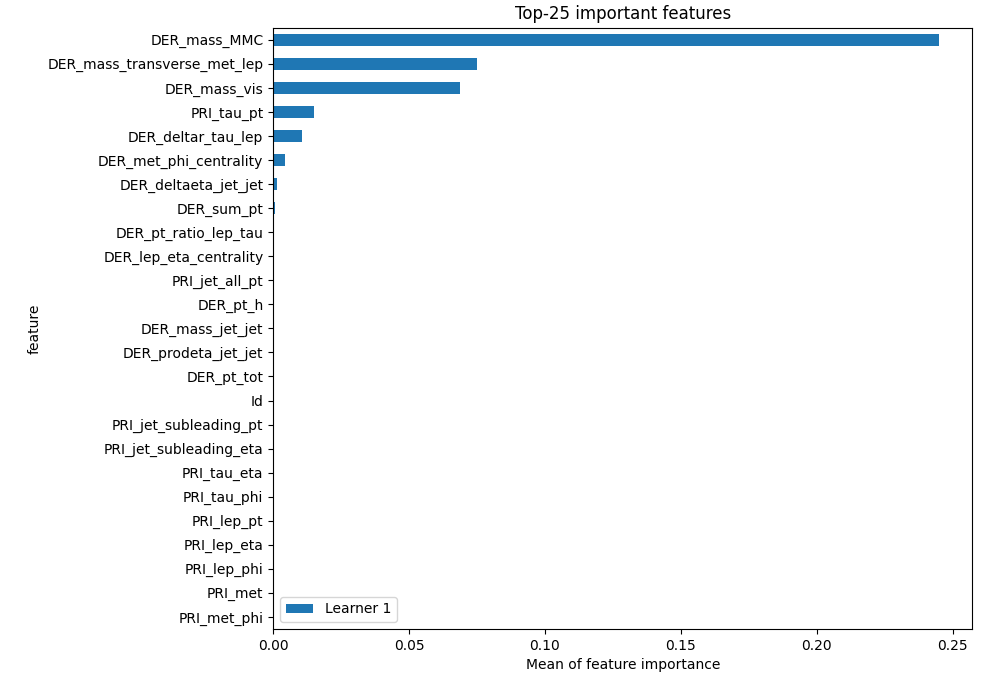 Top-25 important features
DER_mass_MMC
DER_mass_transverse_met_lep
DER_mass_vis
PRI_tau_pt
DER_deltar_tau_lep
DER_met_phi_centrality
DER_deltaeta_jet_jet
DER_sum_pt
DER_pt_ratio_lep_tau
DER_lep_eta_centrality
PRI_jet_all_pt
DER_pt_h
DER_mass_jet_jet
DER_prodeta_jet_jet
DER_pt_tot
Id
PRI_jet_subleading_pt
PRI_jet_subleading_eta
PRI_tau_eta
PRI_tau_phi
PRI_lep_pt
PRI_lep_eta
PRI_lep_phi
PRI_met
PRI_met_phi
feature
Learner 1
0.00 0.05 0.10 0.15 0.20 0.25
Mean of feature importance